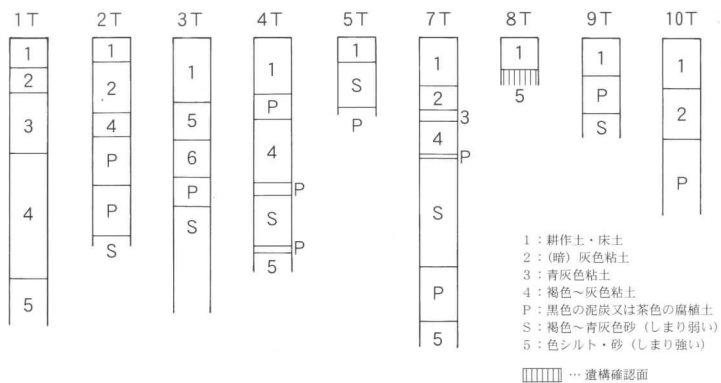 1T 2T 3T 4T 5T 7T 8T 9T 10T
1
2
3
4
5
1
2
4
P
P
S
1
5
6
P
S
1
P
4
P
S
P
5
1
S
P
1
2
3
4
P
S
P
5
1
5
1
P
S
1
2
P
1：耕作土・床土
2：(暗) 灰色粘土
3：青灰色粘土
4：褐色～灰色粘土
P：黒色の泥炭又は茶色の腐植土
S：褐色～青灰色砂（しまり弱い）
5：色シルト・砂（しまり強い）
… 遺構確認面